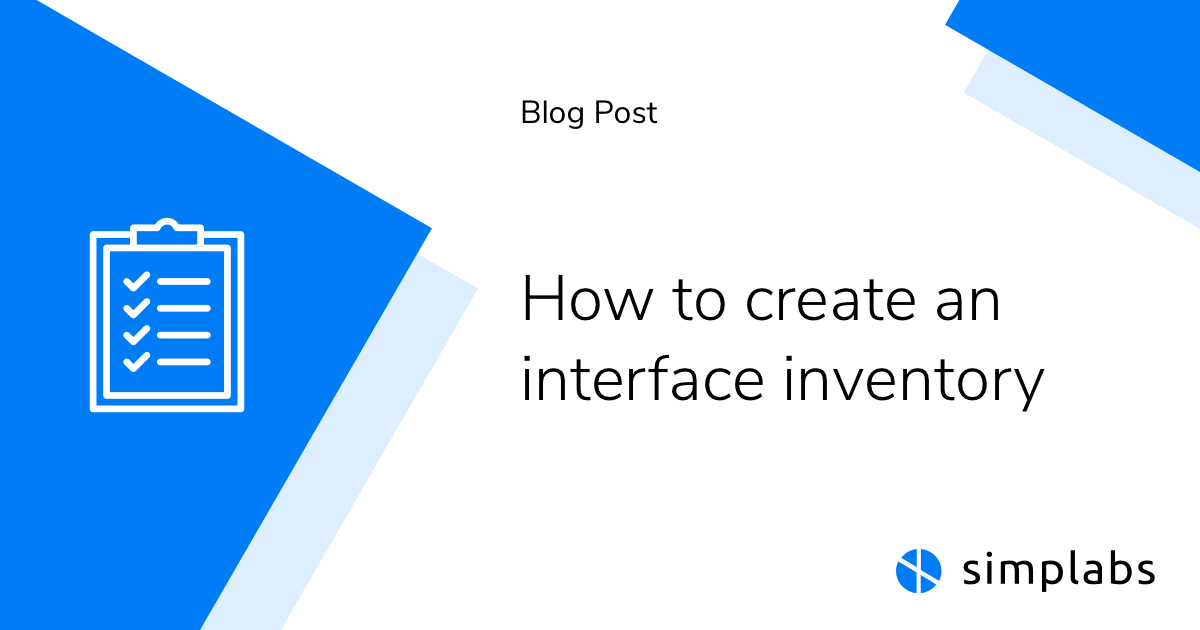 Blog Post
How to create an
interface inventory
simplabs